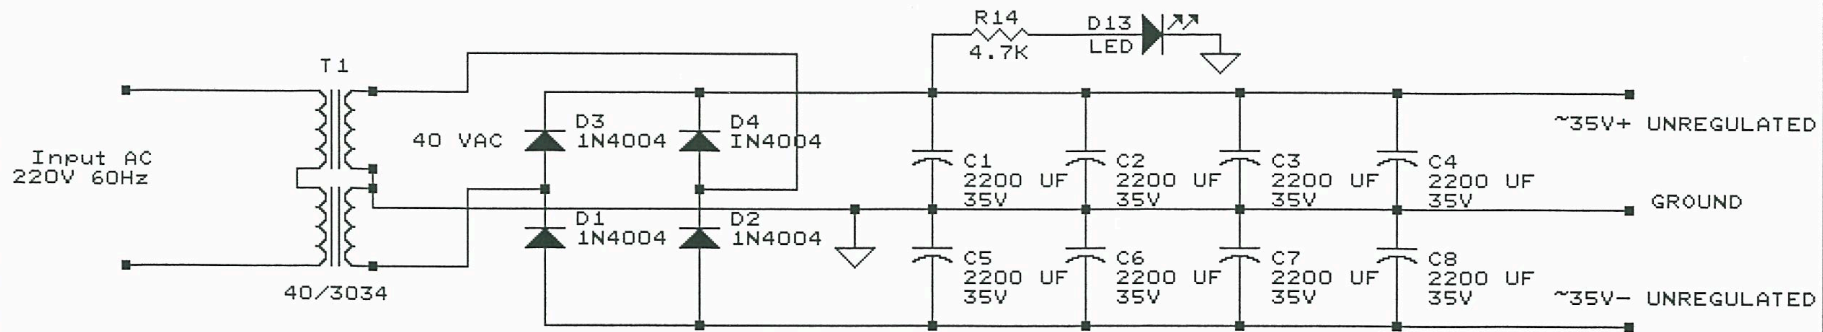 R14
4.7K
D13
LED
T1
Input AC
220V 60Hz
40/3034
40 VAC
D3
1N4004
D4
IN4004
D1
1N4004
D2
1N4004
C1
2200 UF
35V
C2
2200 UF
35V
C3
2200 UF
35V
C4
2200 UF
35V
C5
2200 UF
35V
C6
2200 UF
35V
C7
2200 UF
35V
C8
2200 UF
35V
~35V+ UNREGULATED
GROUND
~35V- UNREGULATED